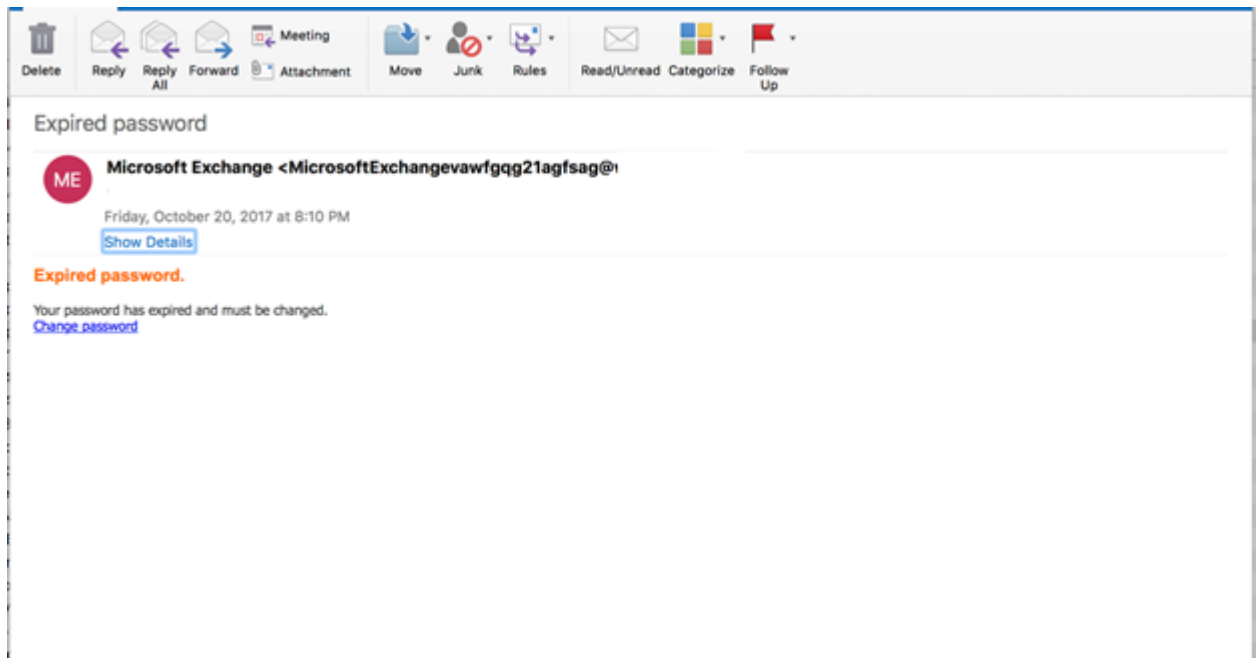 Delete
Reply
Reply All
Forward
Meeting
Attachment
Move
Junk
Rules
Read/Unread
Categorize
Follow Up
Expired password
ME
Microsoft Exchange <MicrosoftExchangevawfgqg21agfsag@
Friday, October 20, 2017 at 8:10 PM
Show Details
Expired password.
Your password has expired and must be changed.
Change password